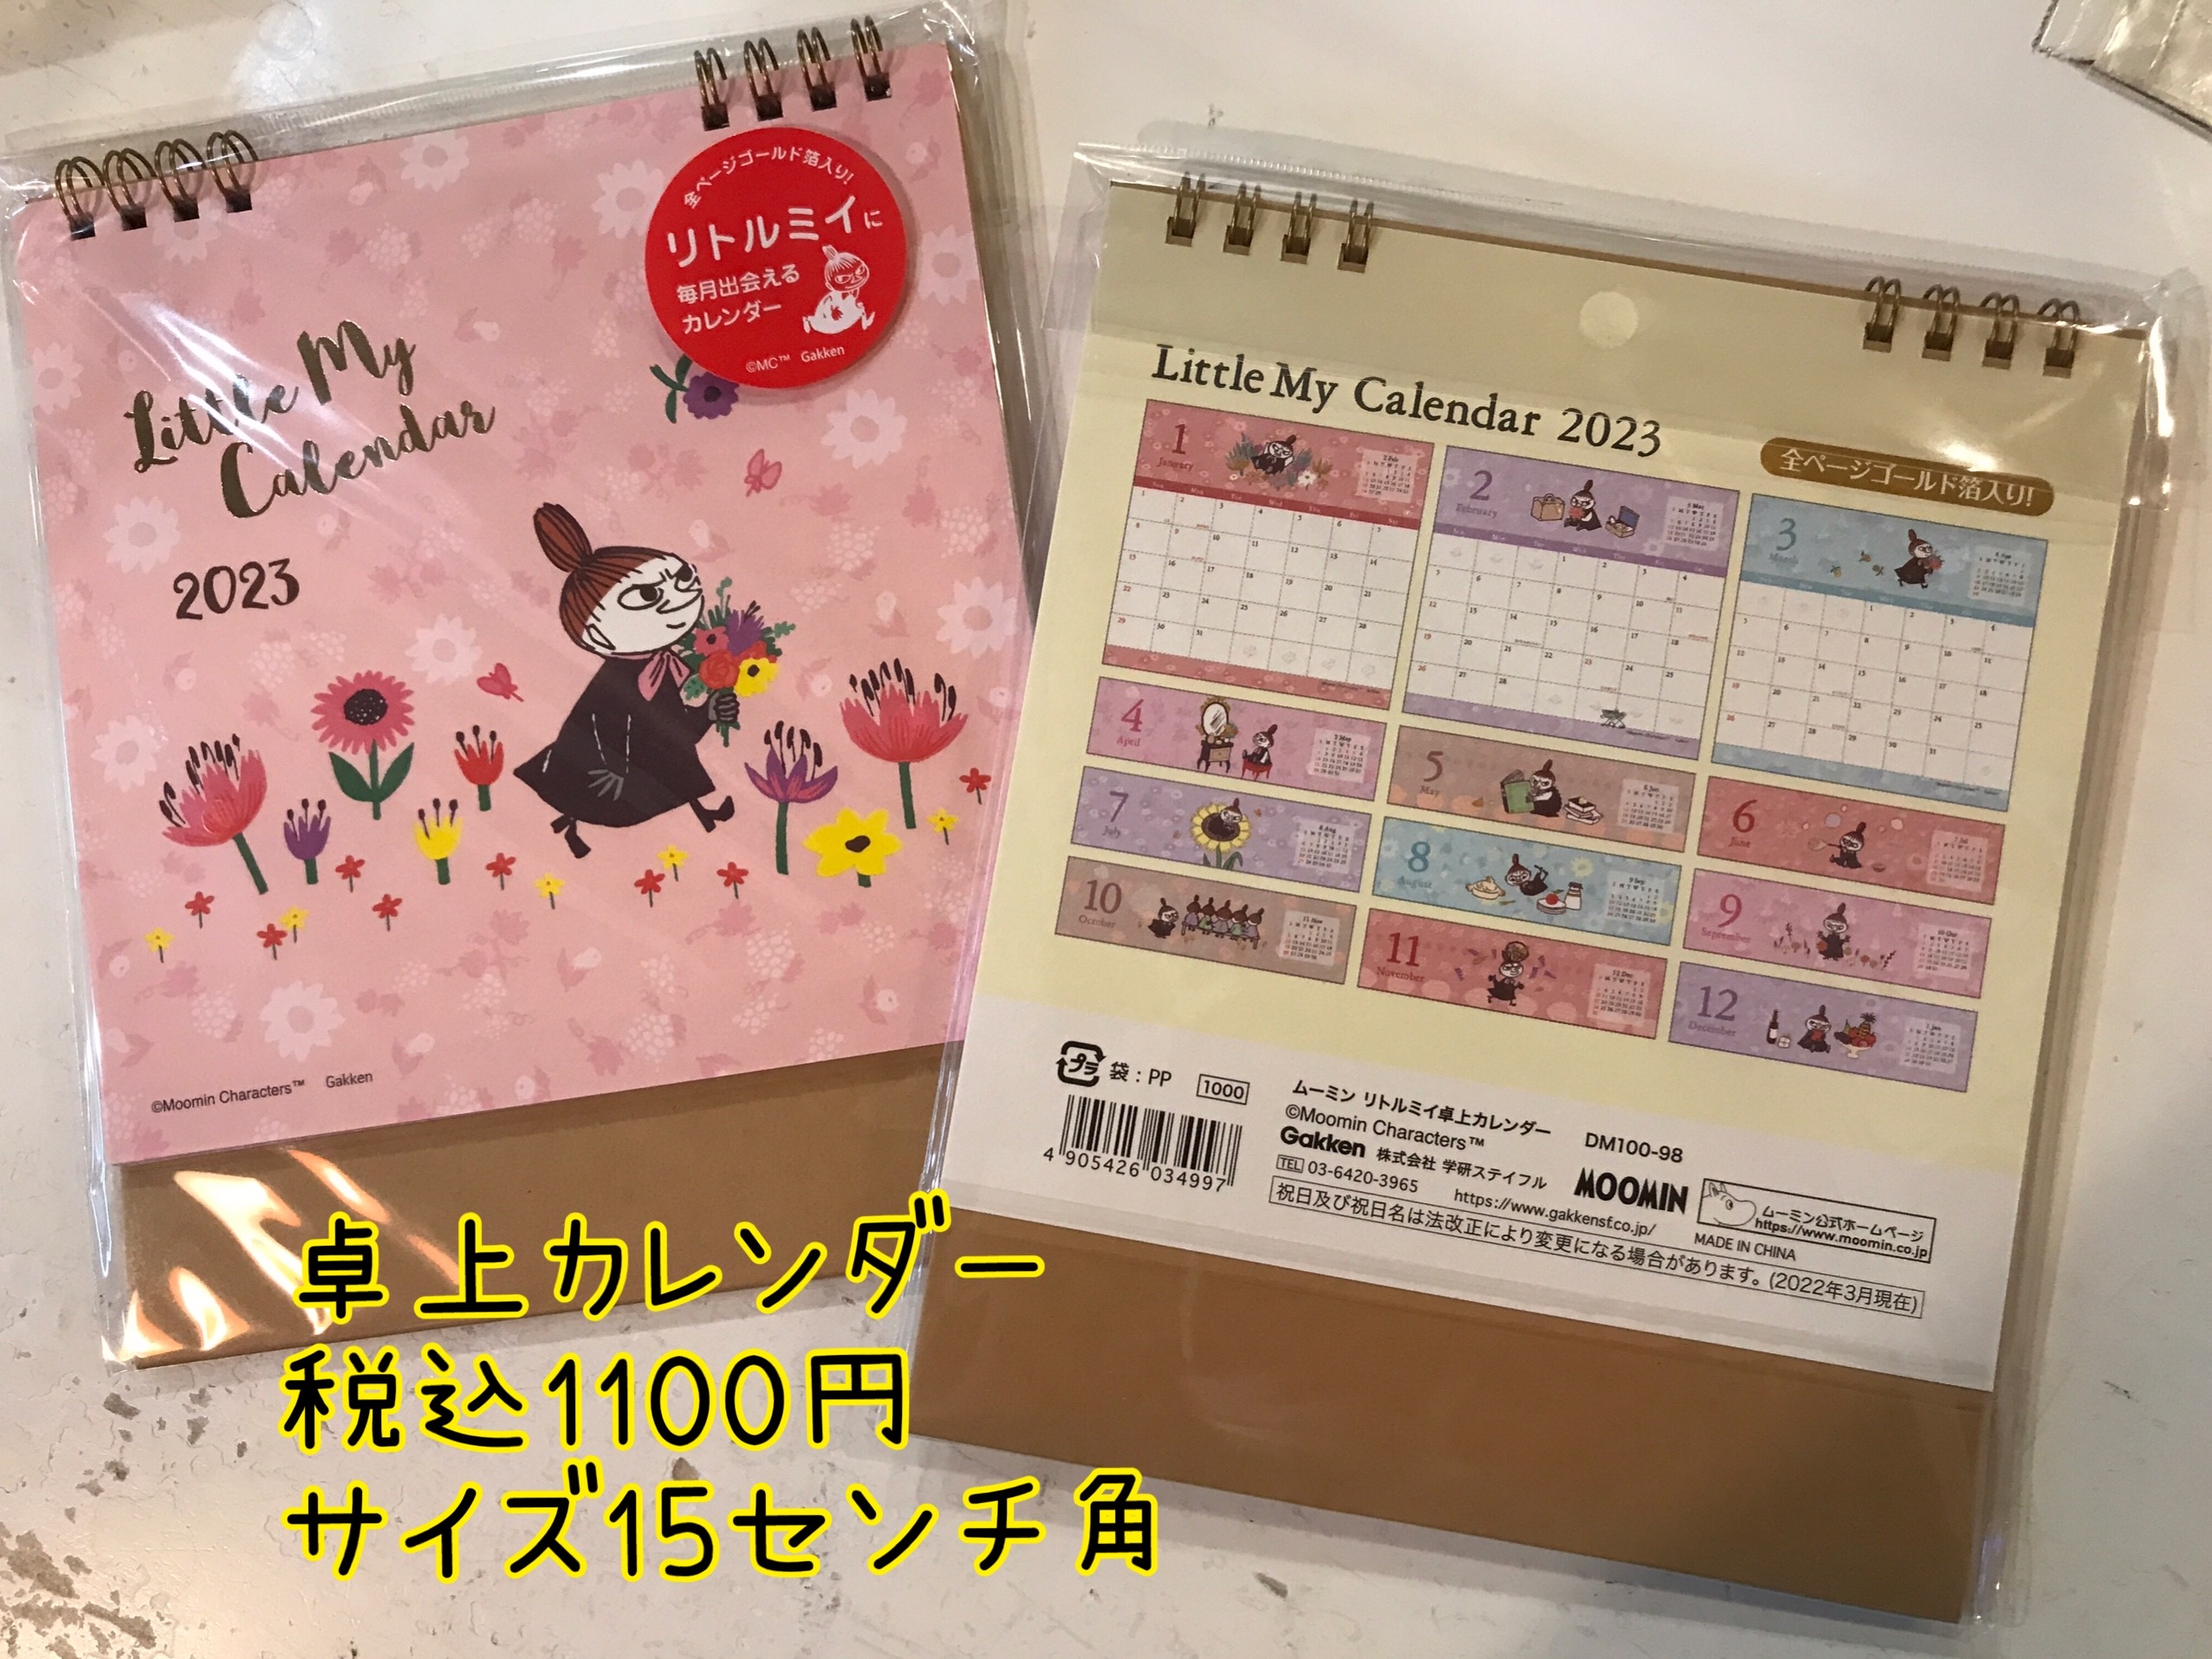 全ページゴールド箔入り!
リトルミイに
毎月出会える
カレンダー
©MC™ Gakken
Little My
Calendar
2023
©Moomin Characters™ Gakken
Little My Calendar 2023
全ページゴールド箔入り!
1
January
2
February
3
March
4
April
5
May
6
June
7
July
8
August
9
September
10
October
11
November
12
December
プラ 袋:PP 1000
4 905426 034997
ムーミン リトルミイ卓上カレンダー DM100-98
©Moomin Characters™
Gakken 株式会社 学研ステイフル
TEL 03-6420-3965 https://www.gakkensf.co.jp/
MOOMIN
ムーミン公式ホームページ
https://www.moomin.co.jp
MADE IN CHINA
祝日及び祝日名は法改正により変更になる場合があります。(2022年3月現在)
卓上カレンダー
税込1100円
サイズ15センチ角